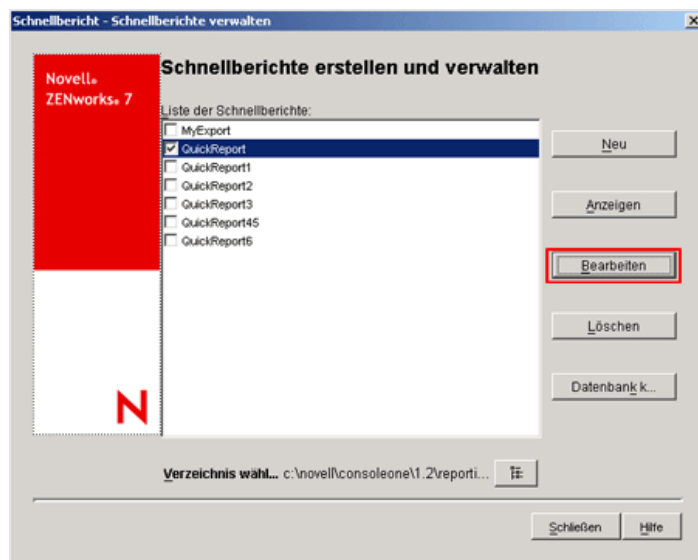 Schnellbericht - Schnellberichte verwalten
Novell®
ZENworks® 7
Schnellberichte erstellen und verwalten
Liste der Schnellberichte:
MyExport
QuickReport
QuickReport1
QuickReport2
QuickReport3
QuickReport45
QuickReport6
Neu
Anzeigen
Bearbeiten
Löschen
Datenbank k...
N
Verzeichnis wähl... c:\novell\consoleone\1.2\reporti...
Schließen
Hilfe